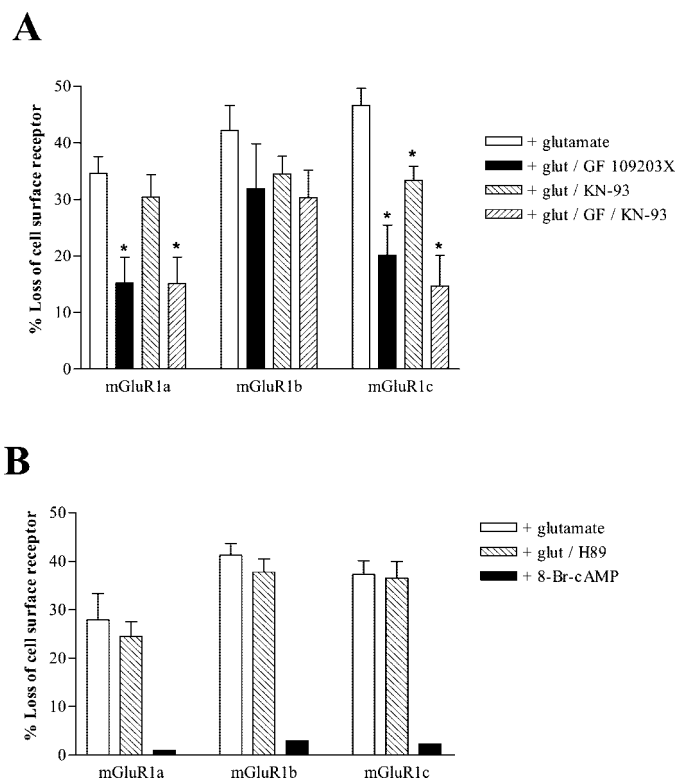 A
% Loss of cell surface receptor
50
40
30
20
10
0
* * * * *
mGluR1a mGluR1b mGluR1c
+ glutamate
+ glut / GF 109203X
+ glut / KN-93
+ glut / GF / KN-93
B
% Loss of cell surface receptor
50
40
30
20
10
0
mGluR1a mGluR1b mGluR1c
+ glutamate
+ glut / H89
+ 8-Br-cAMP